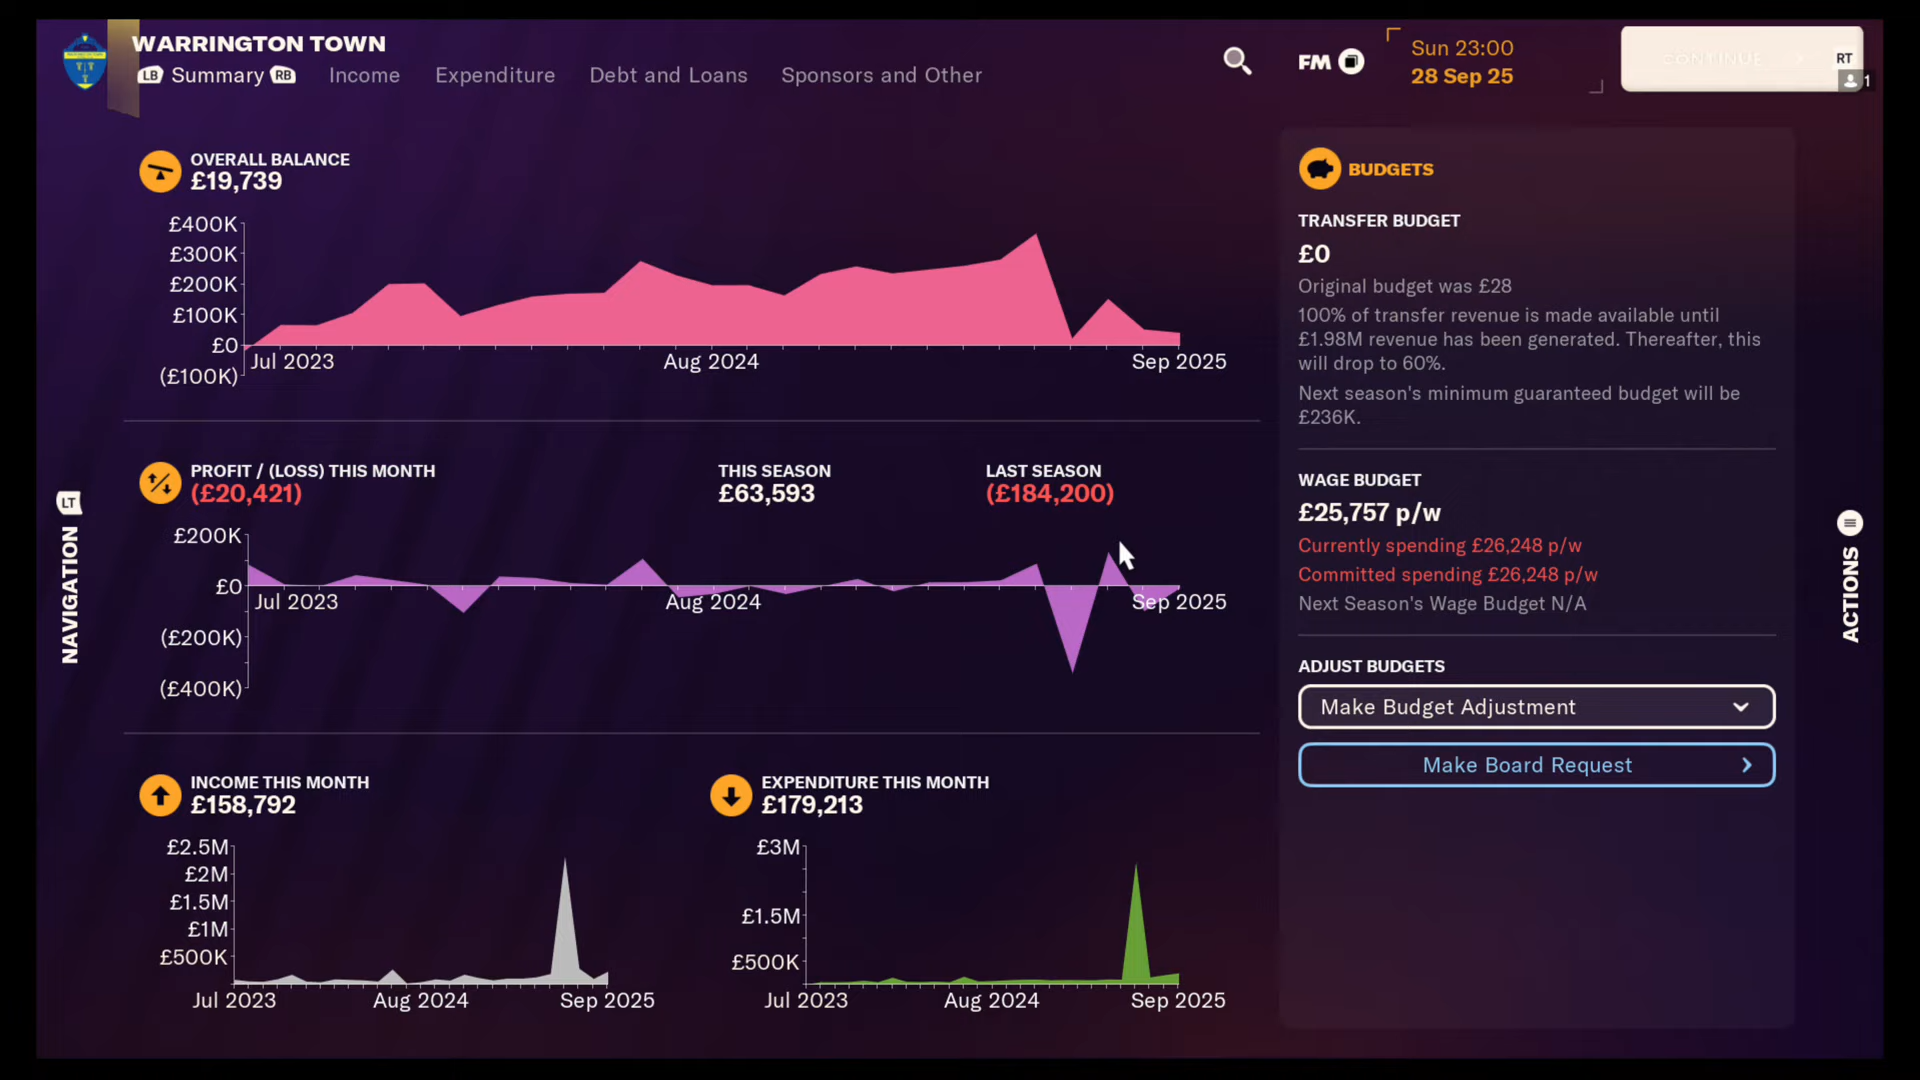 WARRINGTON TOWN
LB Summary RB Income Expenditure Debt and Loans Sponsors and Other
FM
Sun 23:00
28 Sep 25
CONTINUE
RT
1
OVERALL BALANCE
£19,739
£400K
£300K
£200K
£100K
£0
(£100K)
Jul 2023 Aug 2024 Sep 2025
PROFIT / (LOSS) THIS MONTH
(£20,421)
THIS SEASON
£63,593
LAST SEASON
(£184,200)
£200K
£0
(£200K)
(£400K)
Jul 2023 Aug 2024 Sep 2025
INCOME THIS MONTH
£158,792
£2.5M
£2M
£1.5M
£1M
£500K
Jul 2023 Aug 2024 Sep 2025
EXPENDITURE THIS MONTH
£179,213
£3M
£1.5M
£500K
Jul 2023 Aug 2024 Sep 2025
BUDGETS
TRANSFER BUDGET
£0
Original budget was £28
100% of transfer revenue is made available until
£1.98M revenue has been generated. Thereafter, this
will drop to 60%.
Next season's minimum guaranteed budget will be
£236K.
WAGE BUDGET
£25,757 p/w
Currently spending £26,248 p/w
Committed spending £26,248 p/w
Next Season's Wage Budget N/A
ADJUST BUDGETS
Make Budget Adjustment
Make Board Request
LT
NAVIGATION
ACTIONS